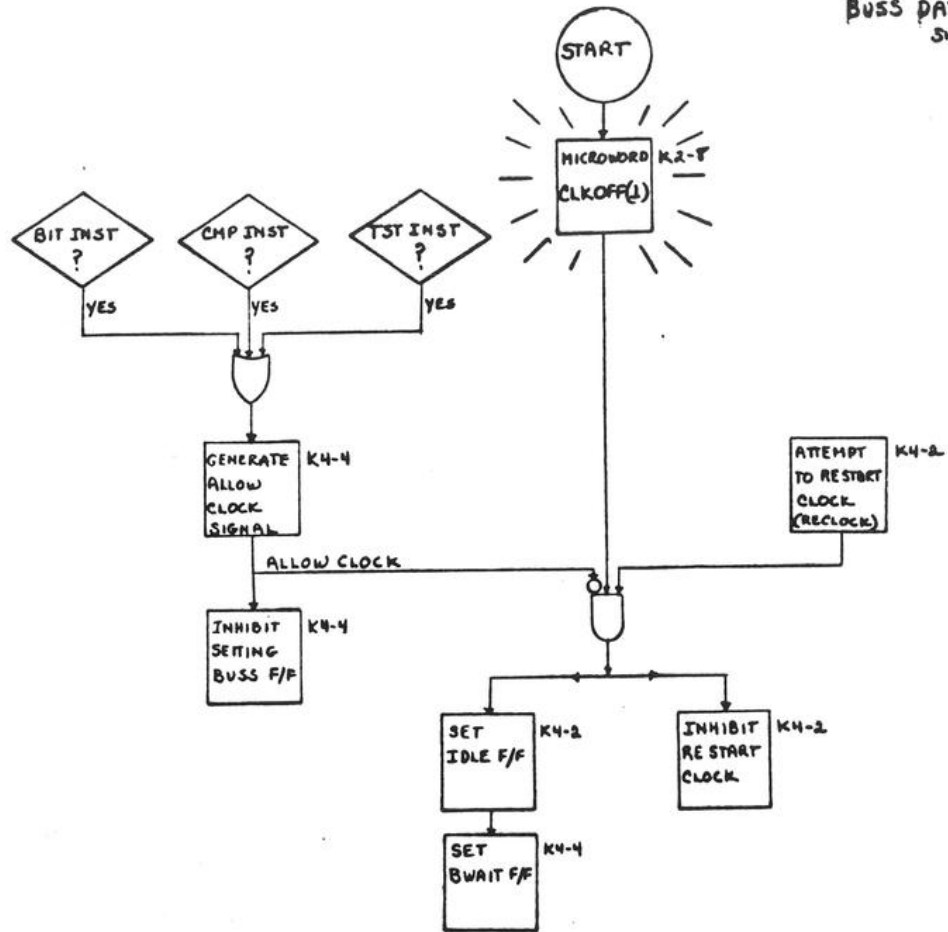 BUSS
START
MICROWORD K2-8
CLKOFF(1)
BIT INST
?
CMP INST
?
TST INST
?
YES
YES
YES
GENERATE K4-4
ALLOW
CLOCK
SIGNAL
ATTEMPT K4-2
TO RESTART
CLOCK
(RECLOCK)
ALLOW CLOCK
INHIBIT K4-4
SETTING
BUSS F/F
SET K4-2
IDLE F/F
INHIBIT K4-2
RE START
CLOCK
SET K4-4
BWAIT F/F